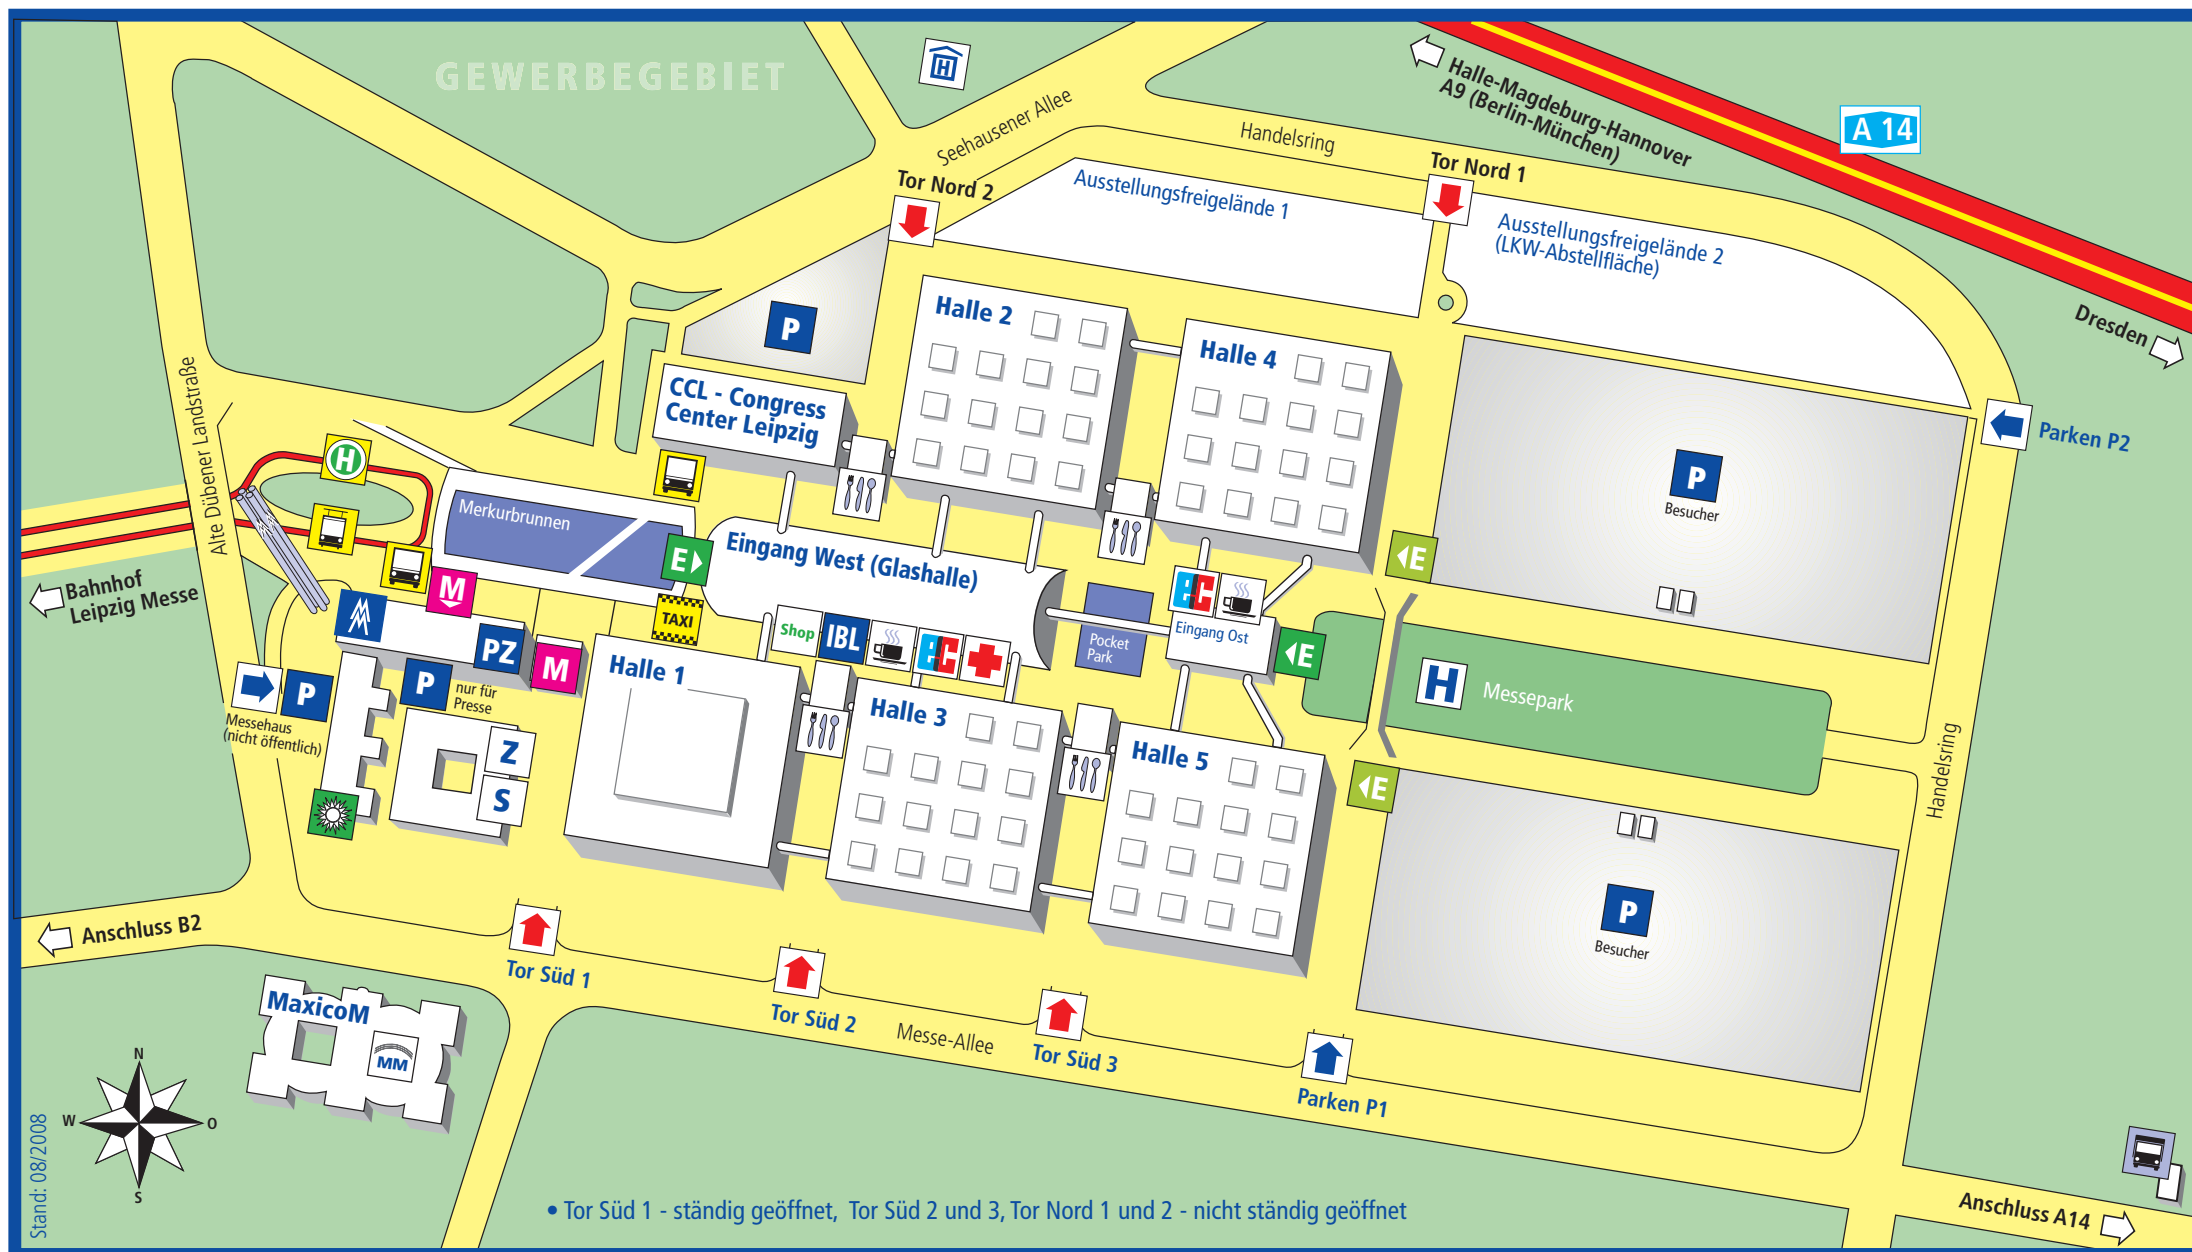 GEWERBEGEBIET
H
Seehausener Allee
Handelsring
Halle-Magdeburg-Hannover
A9 (Berlin-München)
A 14
Dresden
Tor Nord 2
Tor Nord 1
Ausstellungsfreigelände 1
Ausstellungsfreigelände 2
(LKW-Abstellfläche)
P
Halle 2
Halle 4
CCL - Congress
Center Leipzig
Parken P2
P
Besucher
Alte Dübener Landstraße
H
Merkurbrunnen
E
Eingang West (Glashalle)
E
Bahnhof
Leipzig Messe
M
TAXI
Shop
IBL
eC
eC
Pocket
Park
Eingang Ost
E
PZ
M
Halle 1
P
P
nur für
Presse
Messehaus
(nicht öffentlich)
H
Messepark
Z
S
Halle 3
Halle 5
E
Handelsring
P
Besucher
Anschluss B2
Tor Süd 1
Tor Süd 2
Messe-Allee
Tor Süd 3
Parken P1
MaxicoM
MM
N
W
O
S
Stand: 08/2008
• Tor Süd 1 - ständig geöffnet, Tor Süd 2 und 3, Tor Nord 1 und 2 - nicht ständig geöffnet
Anschluss A14